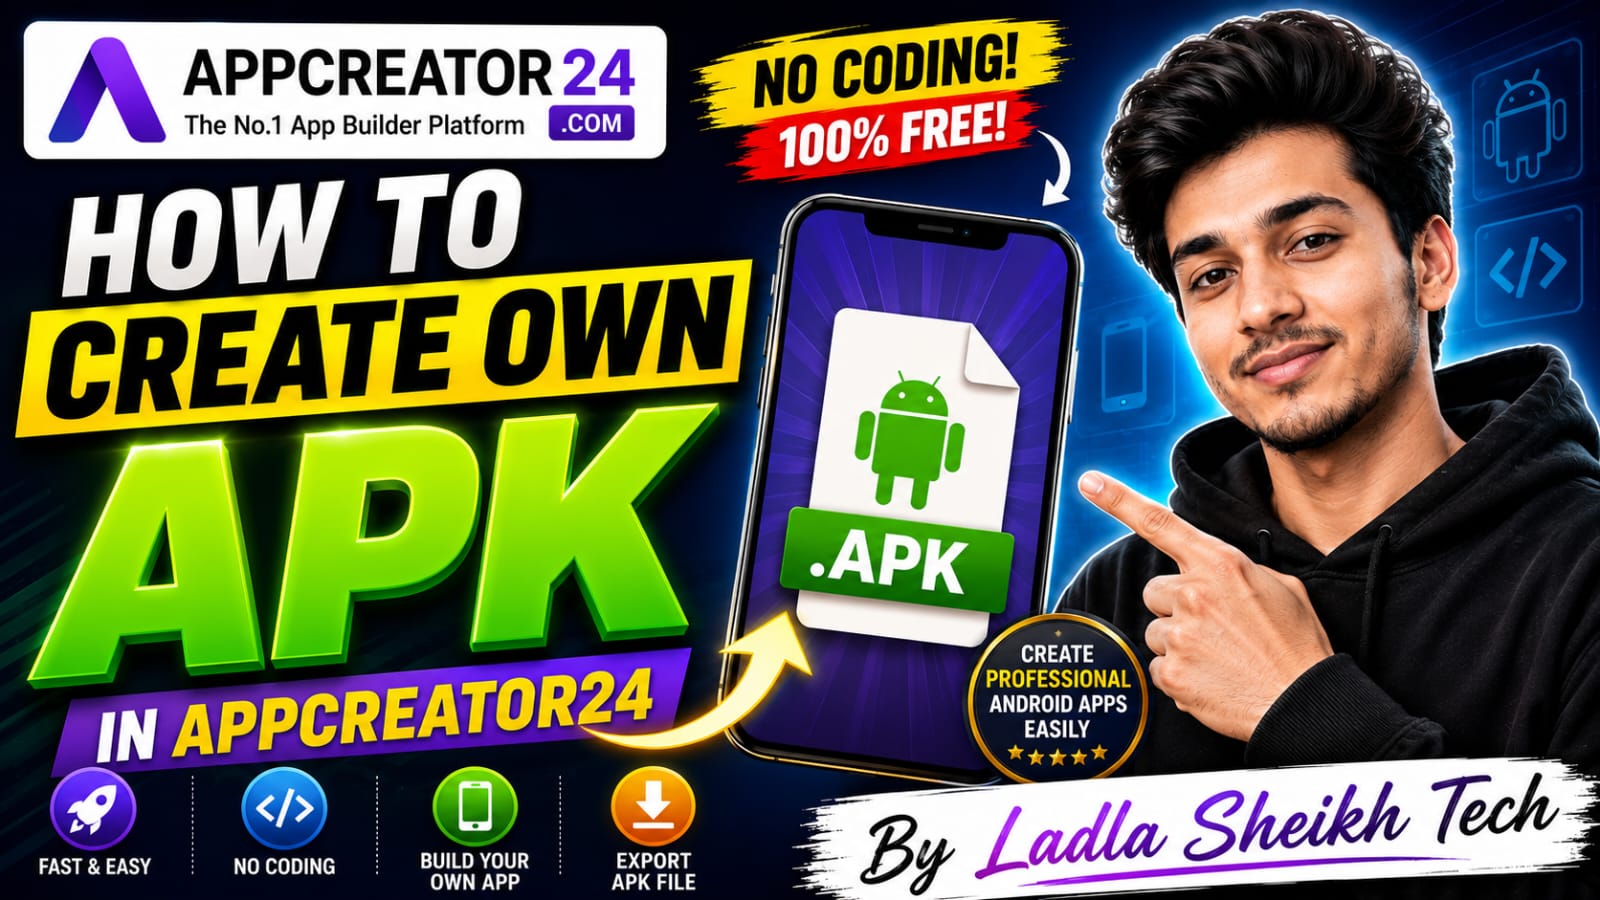 APPCREATOR 24
The No.1 App Builder Platform .COM
NO CODING!
100% FREE!
HOW TO
CREATE OWN
APK
IN APPCREATOR24
.APK
CREATE
PROFESSIONAL
ANDROID APPS
EASILY
</>
FAST & EASY
</>
NO CODING
BUILD YOUR
OWN APP
EXPORT
APK FILE
By Ladla Sheikh Tech